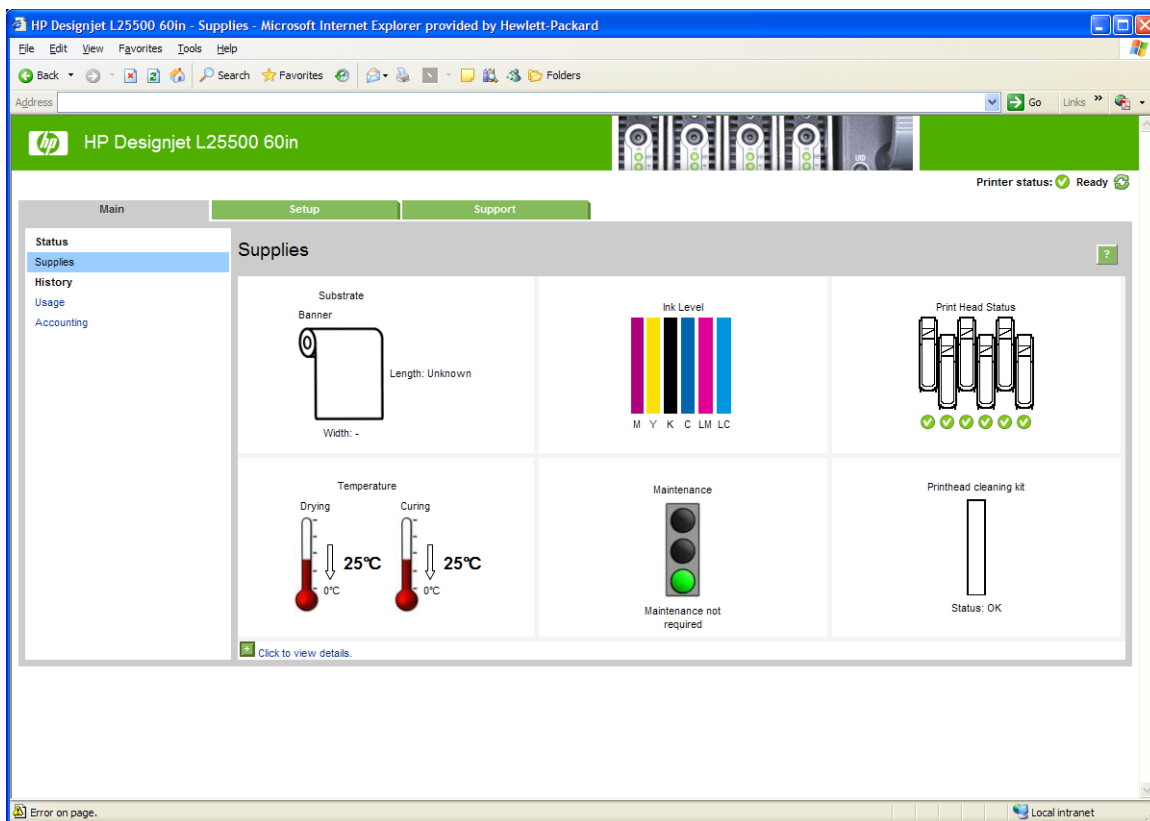 HP Designjet L25500 60in - Supplies - Microsoft Internet Explorer provided by Hewlett-Packard
File Edit View Favorites Tools Help
Back Search Favorites Folders
Address Go Links »
hp HP Designjet L25500 60in
UID
Printer status: Ready
Main Setup Support
Status
Supplies
History
Usage
Accounting
Supplies
?
Substrate
Banner
Length: Unknown
Width: -
Ink Level
M Y K C LM LC
Print Head Status
Temperature
Drying Curing
25°C 25°C
0°C 0°C
Maintenance
Maintenance not
required
Printhead cleaning kit
Status: OK
+ Click to view details.
Error on page. Local intranet